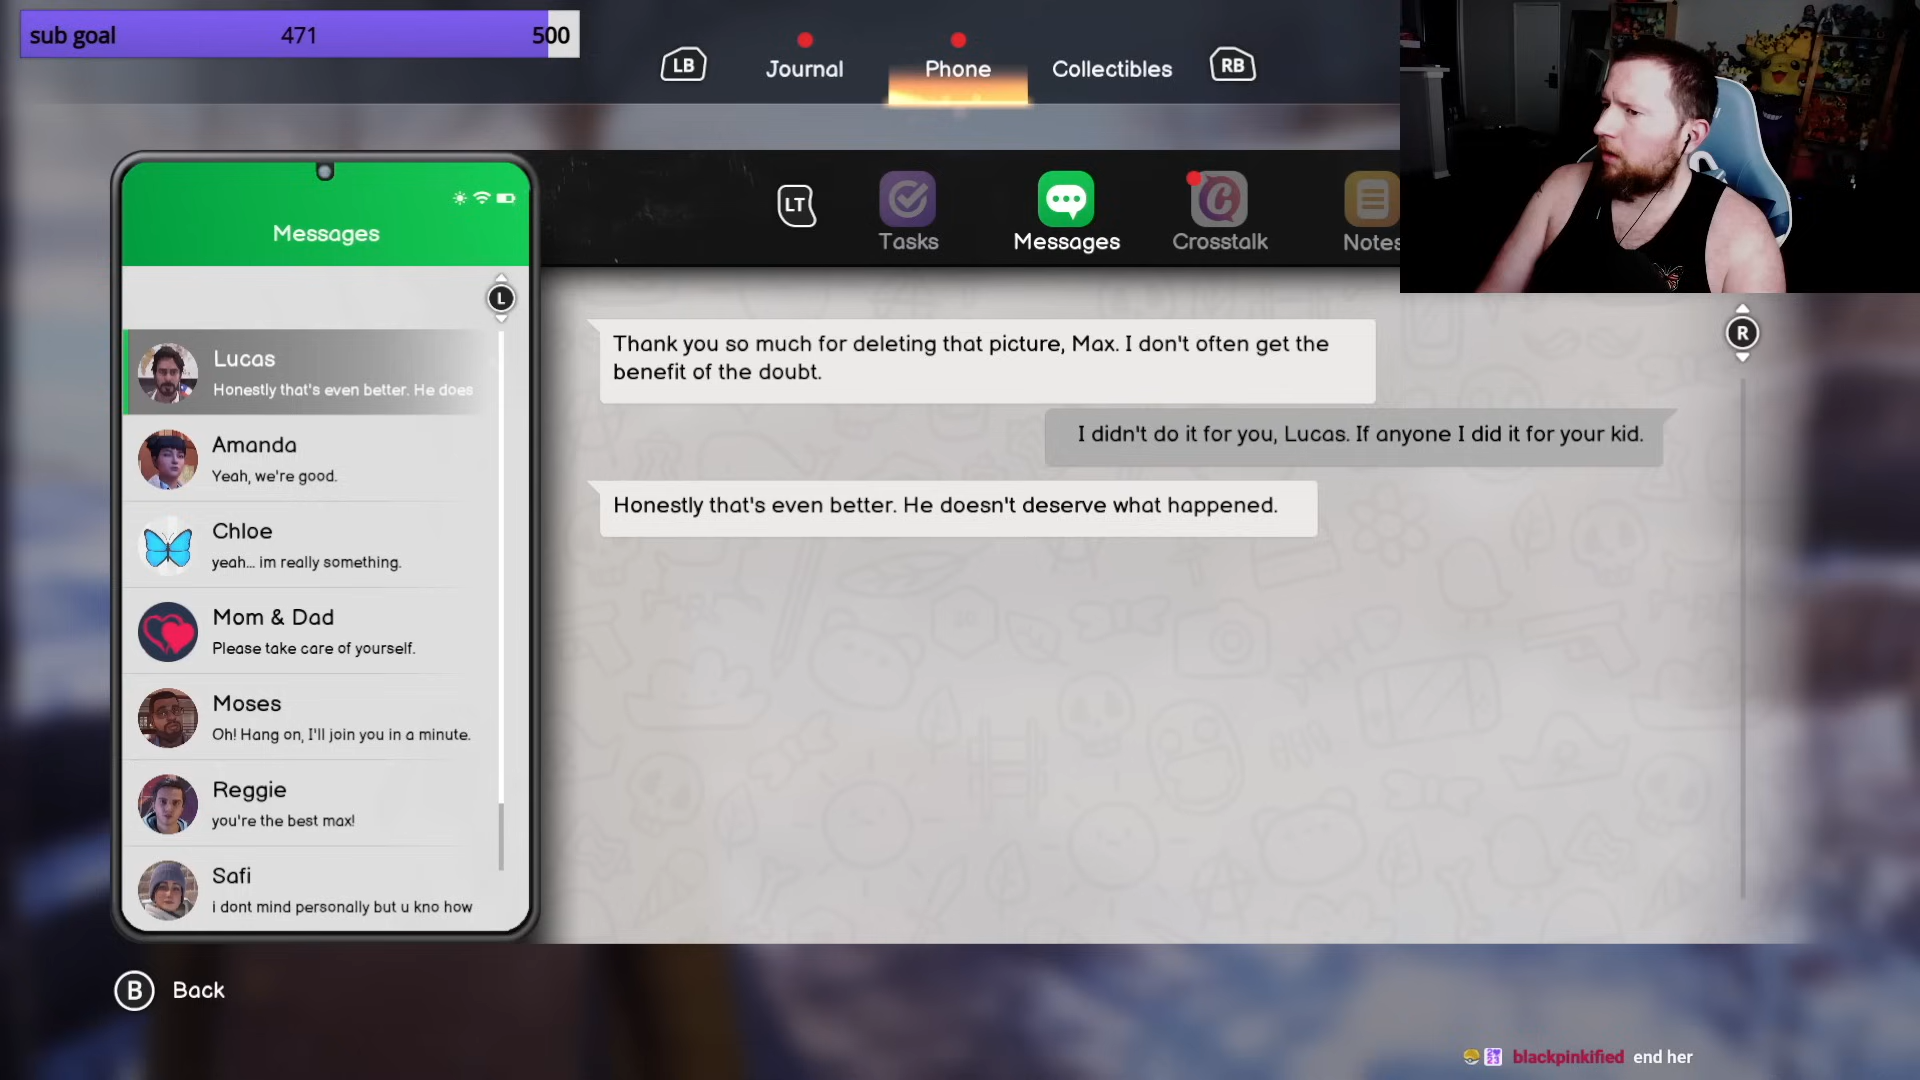 sub goal 471 500
LB Journal Phone Collectibles RB
LT Tasks Messages Crosstalk Notes
Messages
L
Lucas
Honestly that's even better. He does
Amanda
Yeah, we're good.
Chloe
yeah... im really something.
Mom & Dad
Please take care of yourself.
Moses
Oh! Hang on, I'll join you in a minute.
Reggie
you're the best max!
Safi
i dont mind personally but u kno how
R
Thank you so much for deleting that picture, Max. I don't often get the
benefit of the doubt.
I didn't do it for you, Lucas. If anyone I did it for your kid.
Honestly that's even better. He doesn't deserve what happened.
B Back
blackpinkified end her